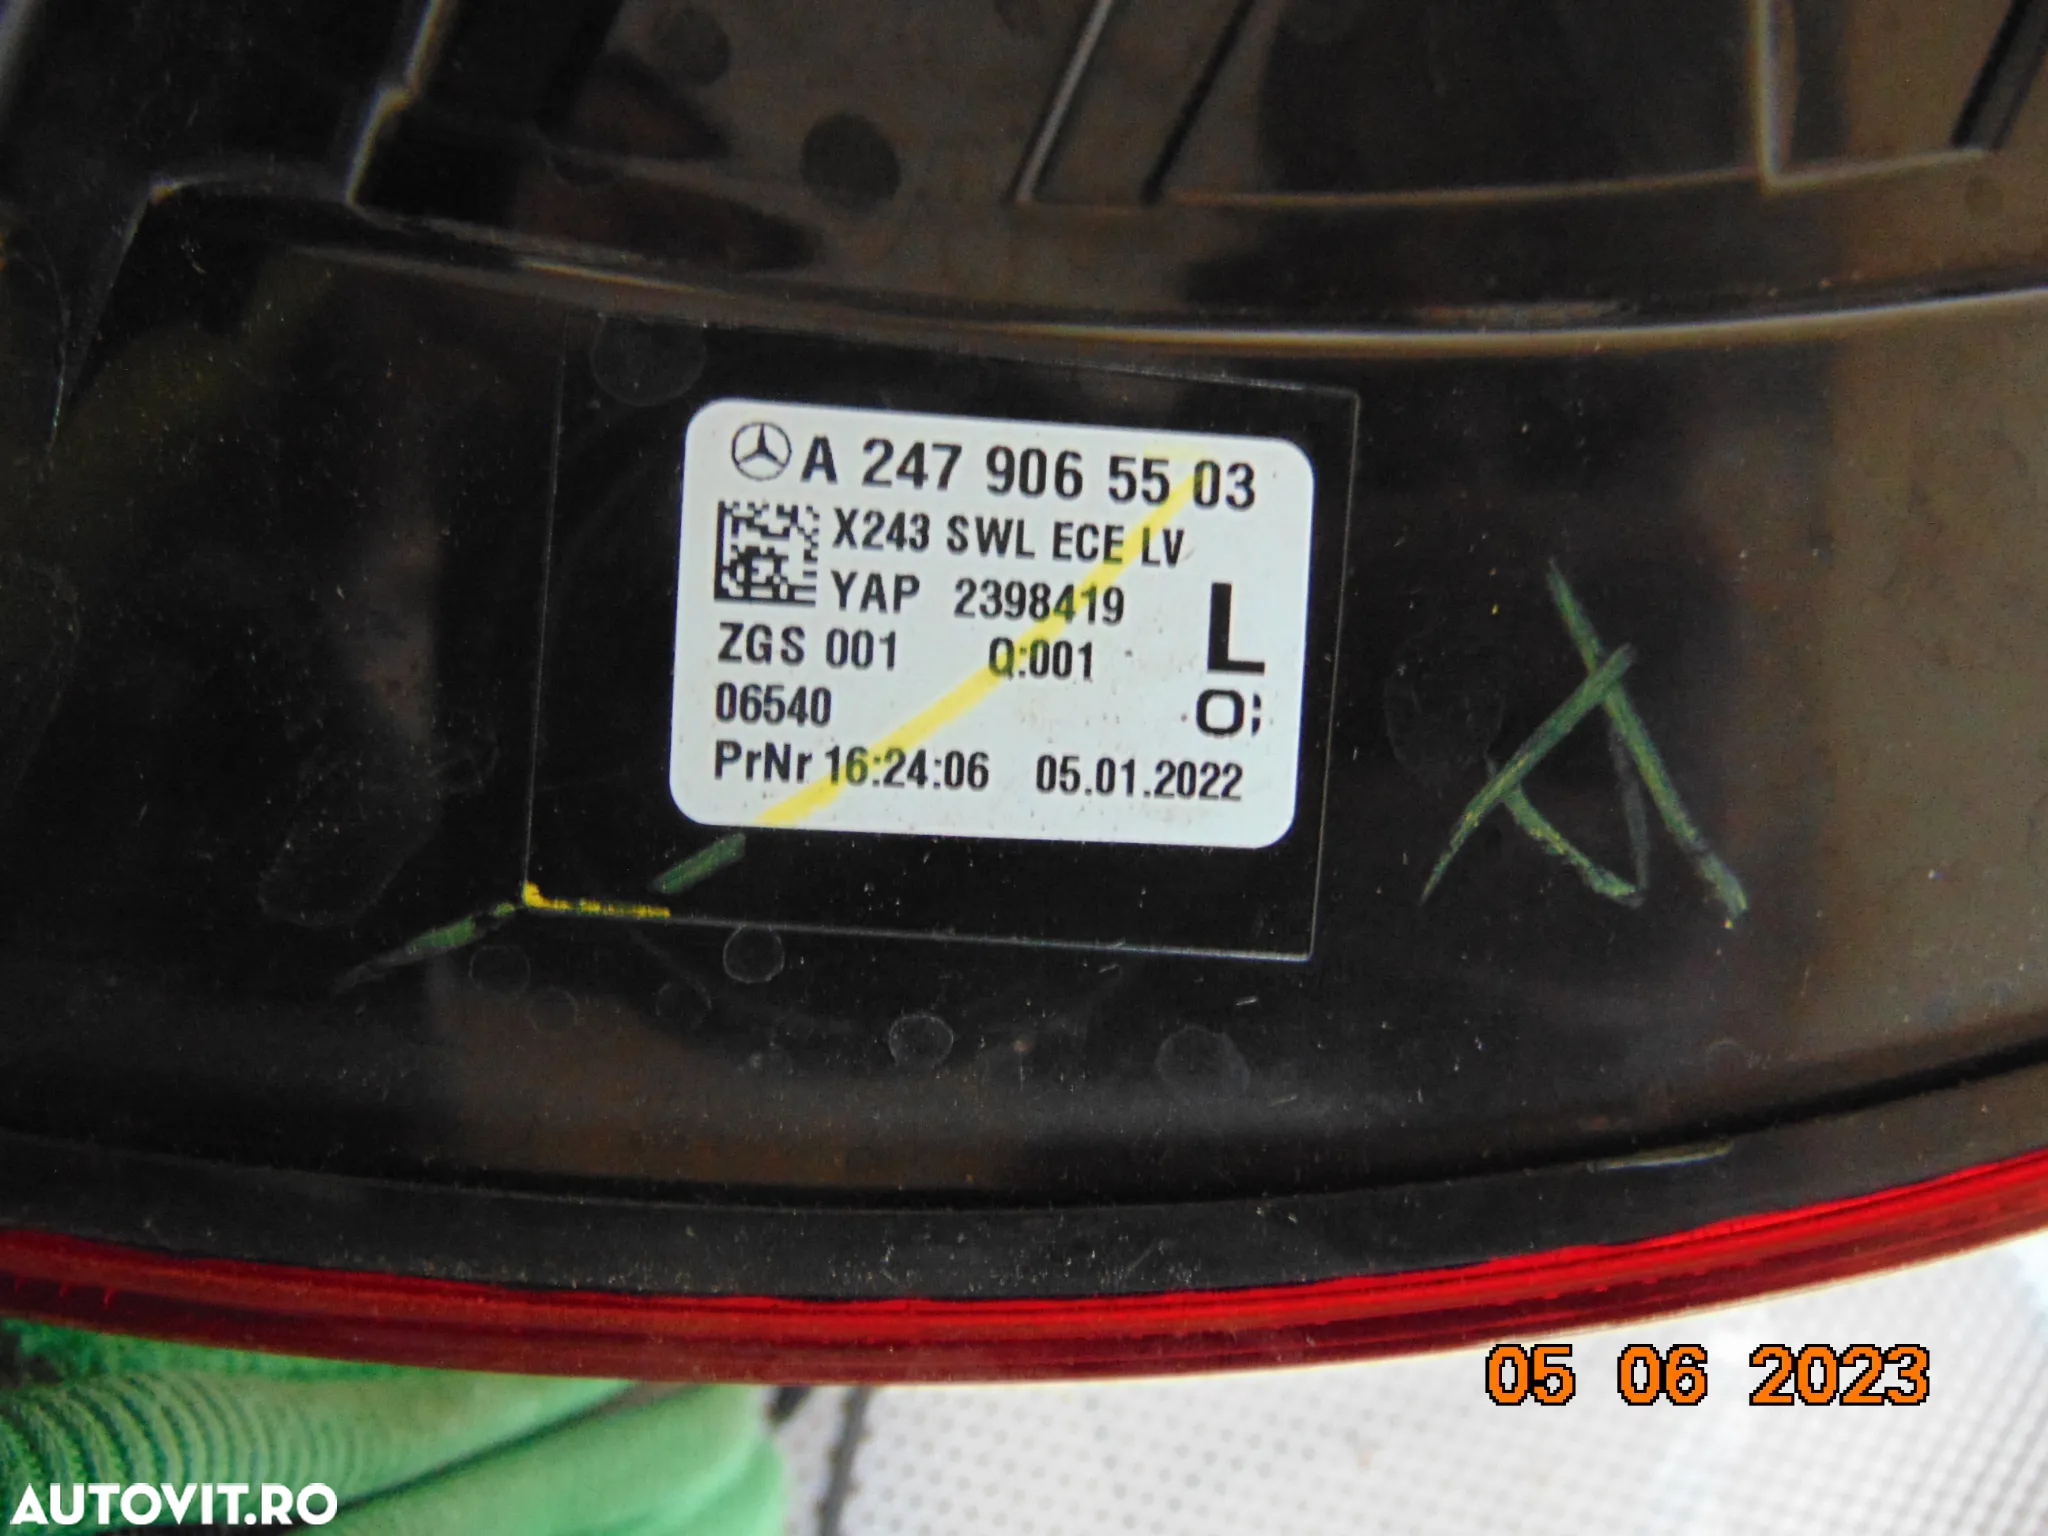 A 247 906 55 03
X243 SWL ECE LV
YAP 2398419
L
ZGS 001 Q:001
06540
PrNr 16:24:06 05.01.2022
05 06 2023
AUTOVIT.RO